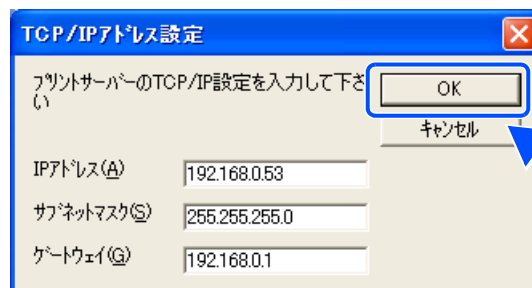 TCP/IPｱﾄﾞﾚｽ設定
ﾌﾟﾘﾝﾄｻｰﾊﾞｰのTCP/IP設定を入力して下さ
い
OK
ｷｬﾝｾﾙ
IPｱﾄﾞﾚｽ(A)
192.168.0.53
ｻﾌﾞﾈｯﾄﾏｽｸ(S)
255.255.255.0
ｹﾞｰﾄｳｪｲ(G)
192.168.0.1